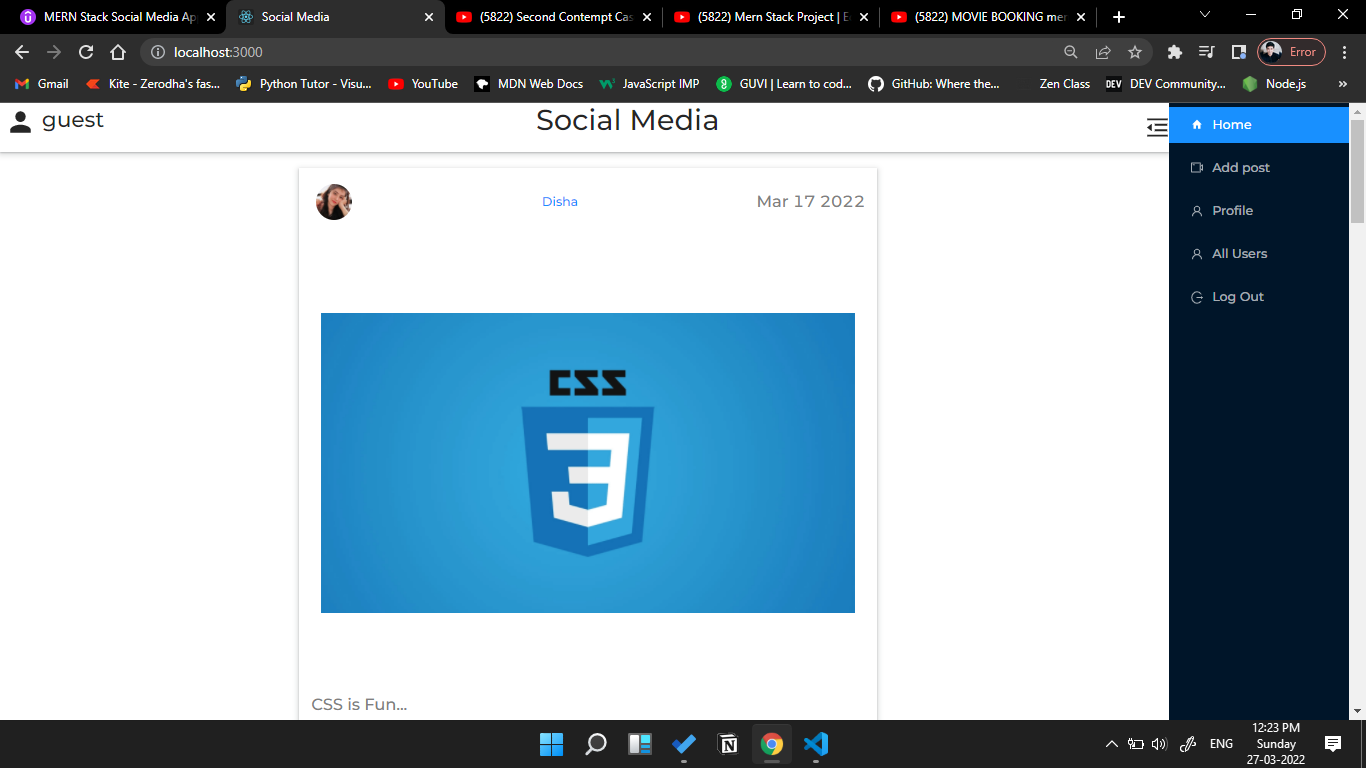 MERN Stack Social Media Ap
Social Media
(5822) Second Contempt Cas
(5822) Mern Stack Project | E
(5822) MOVIE BOOKING mer
localhost:3000
Error
Gmail
Kite - Zerodha's fas...
Python Tutor - Visu...
YouTube
MDN Web Docs
JavaScript IMP
GUVI | Learn to cod...
GitHub: Where the...
Zen Class
DEV
DEV Community...
Node.js
»
guest
Social Media
Home
Add post
Profile
All Users
Log Out
Disha
Mar 17 2022
CSS
3
CSS is Fun...
ENG
12:23 PM
Sunday
27-03-2022